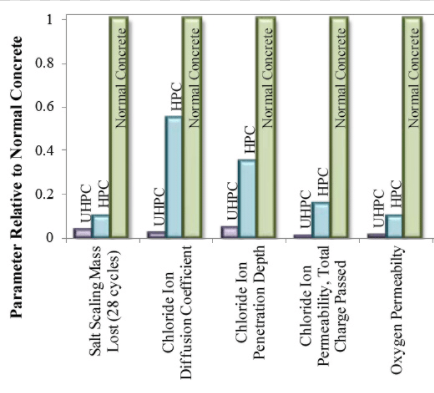 Parameter Relative to Normal Concrete
1
0.8
0.6
0.4
0.2
0
UHPC
HPC
Normal Concrete
UHPC
HPC
Normal Concrete
UHPC
HPC
Normal Concrete
UHPC
HPC
Normal Concrete
UHPC
HPC
Normal Concrete
Salt Scaling Mass
Lost (28 cycles)
Chloride Ion
Diffusion Coefficient
Chloride Ion
Penetration Depth
Chloride Ion
Permeability, Total
Charge Passed
Oxygen Permeabilty